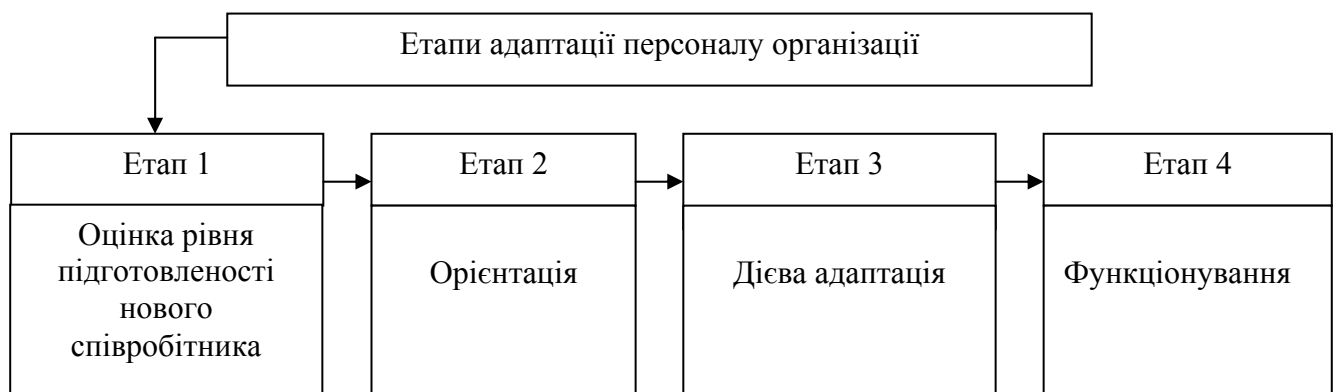 Етапи адаптації персоналу організації
Етап 1
Етап 2
Етап 3
Етап 4
Оцінка рівня
підготовленості
нового
співробітника
Орієнтація
Дієва адаптація
Функціонування